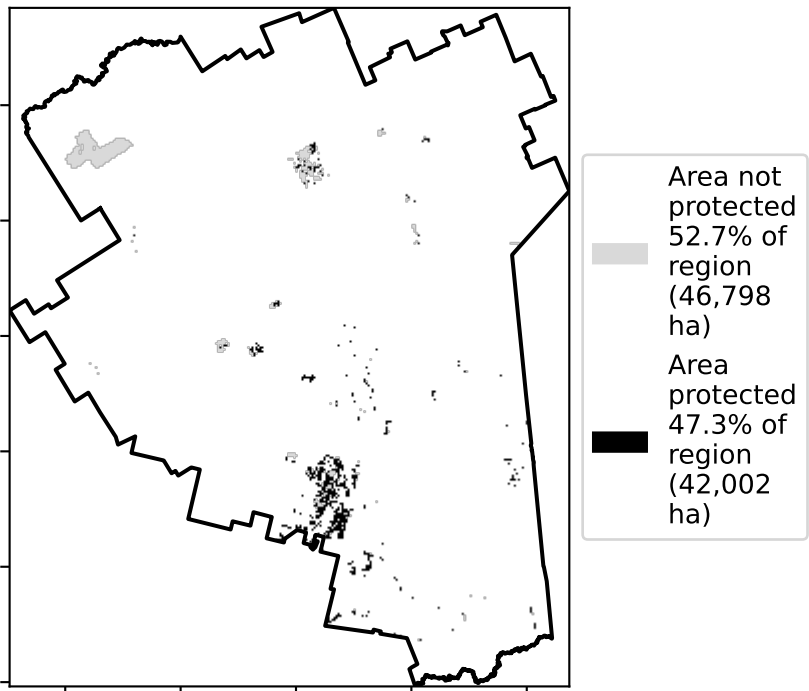 Area not
protected
52.7% of
region
(46,798
ha)
Area
protected
47.3% of
region
(42,002
ha)